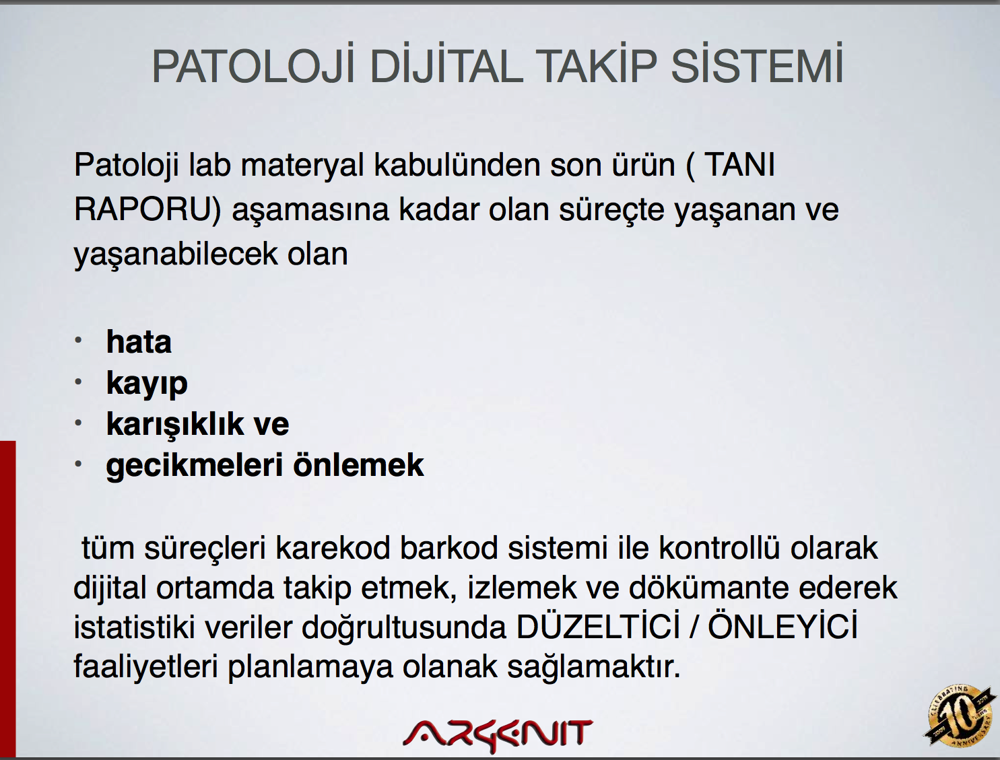 PATOLOJİ DİJİTAL TAKİP SİSTEMİ
Patoloji lab materyal kabulünden son ürün ( TANI
RAPORU) aşamasına kadar olan süreçte yaşanan ve
yaşanabilecek olan
• hata
• kayıp
• karışıklık ve
• gecikmeleri önlemek
tüm süreçleri karekod barkod sistemi ile kontrollü olarak
dijital ortamda takip etmek, izlemek ve dökümante ederek
istatistiki veriler doğrultusunda DÜZELTİCİ / ÖNLEYİCİ
faaliyetleri planlamaya olanak sağlamaktır.
ARGENIT
CELEBRATING
10
YEARS
ANNIVERSARY